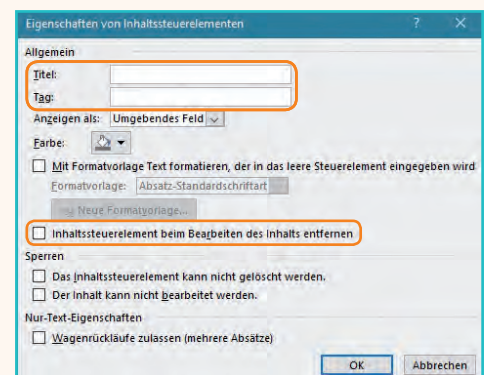 Eigenschaften von Inhaltssteuerelementen ? ×
Allgemein
Titel:
Tag:
Anzeigen als: Umgebendes Feld
Farbe:
Mit Formatvorlage Text formatieren, der in das leere Steuerelement eingegeben wird
Formatvorlage: Absatz-Standardschriftart
Neue Formatvorlage...
Inhaltssteuerelement beim Bearbeiten des Inhalts entfernen
Sperren
Das Inhaltssteuerelement kann nicht gelöscht werden.
Der Inhalt kann nicht bearbeitet werden.
Nur-Text-Eigenschaften
Wagenrückläufe zulassen (mehrere Absätze)
OK Abbrechen